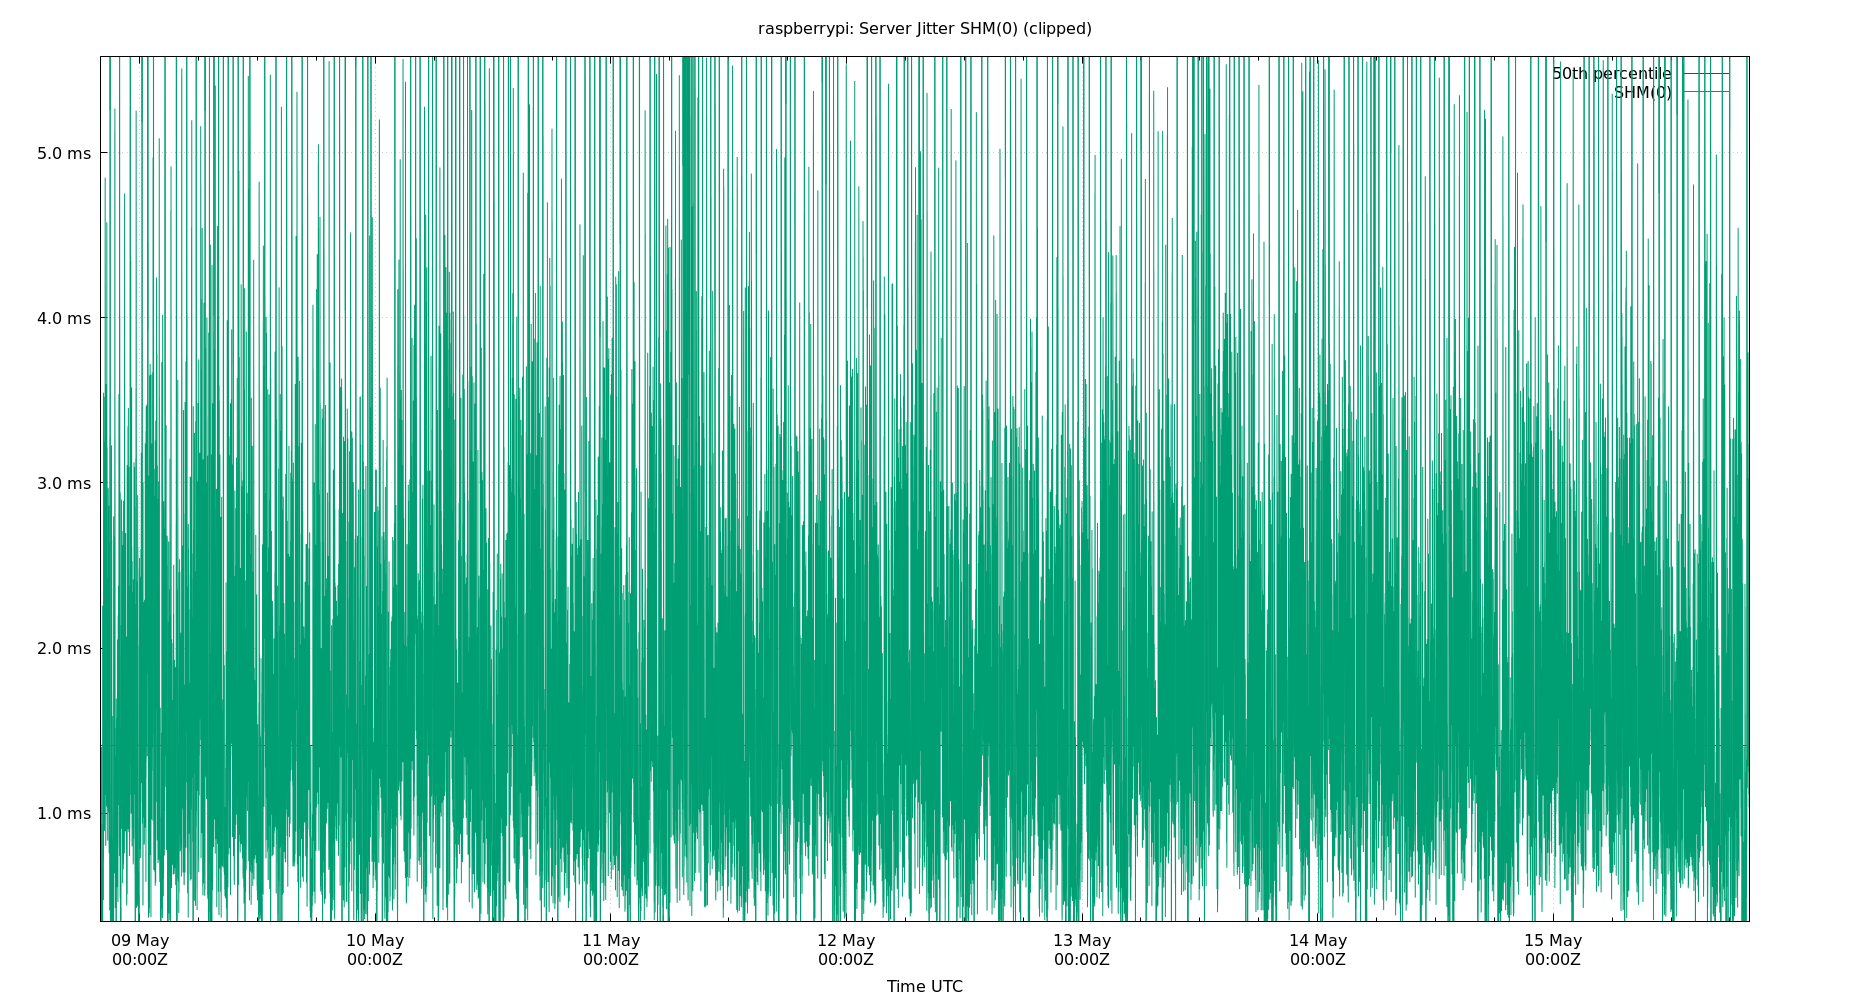 raspberrypi: Server Jitter SHM(0) (clipped)
50th percentile
SHM(0)
5.0 ms
4.0 ms
3.0 ms
2.0 ms
1.0 ms
09 May 10 May 11 May 12 May 13 May 14 May 15 May
00:00Z 00:00Z 00:00Z 00:00Z 00:00Z 00:00Z 00:00Z
Time UTC